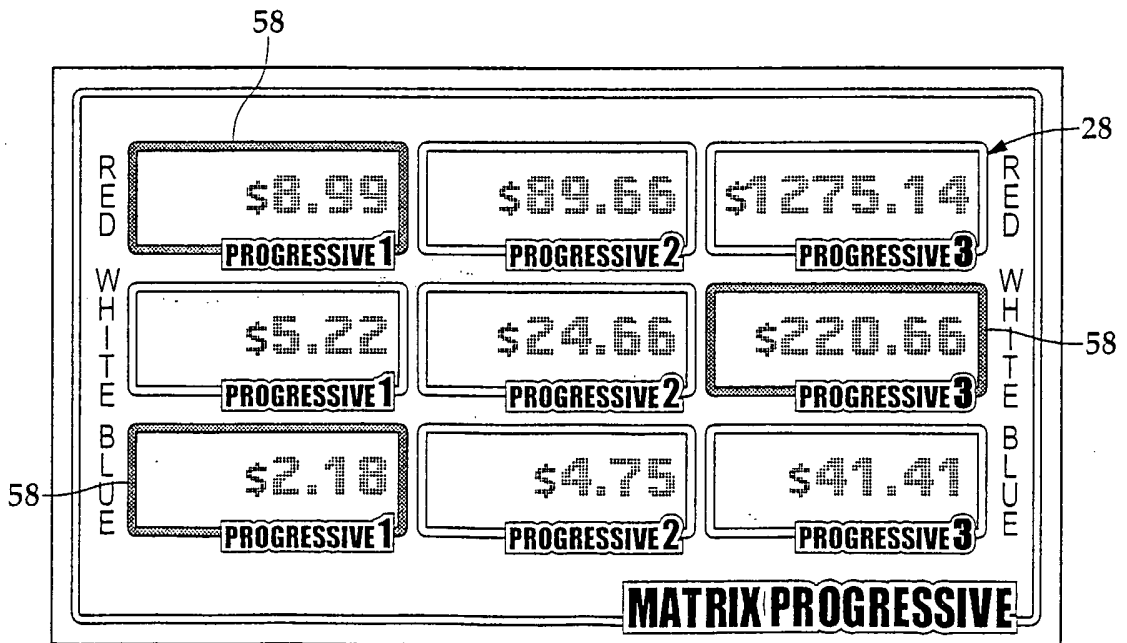 58
28
RED $8.99 $89.66 $1275.14 RED
PROGRESSIVE 1 PROGRESSIVE 2 PROGRESSIVE 3
WHITE $5.22 $24.66 $220.66 WHITE
58
PROGRESSIVE 1 PROGRESSIVE 2 PROGRESSIVE 3
BLUE $2.18 $4.75 $41.41 BLUE
58
PROGRESSIVE 1 PROGRESSIVE 2 PROGRESSIVE 3
MATRIX PROGRESSIVE